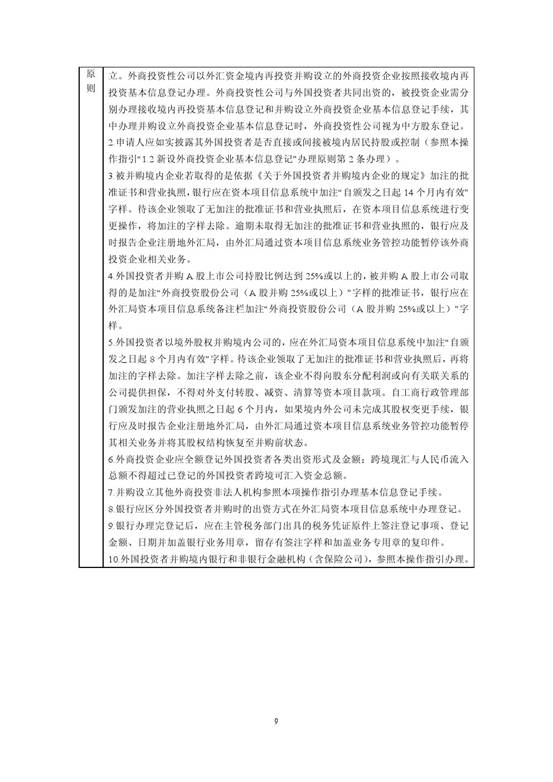 原
则
立。外商投资性公司以外汇资金境内再投资并购设立的外商投资企业按照接收境内再
投资基本信息登记办理。外商投资性公司与外国投资者共同出资的，被投资企业需分
别办理接收境内再投资基本信息登记和并购设立外商投资企业基本信息登记手续，其
中办理并购设立外商投资企业基本信息登记时，外商投资性公司视为中方股东登记。
2.申请人应如实披露其外国投资者是否直接或间接被境内居民持股或控制（参照本操
作指引“1.2 新设外商投资企业基本信息登记”办理原则第 2 条办理）。
3.被并购境内企业若取得的是依据《关于外国投资者并购境内企业的规定》加注的批
准证书和营业执照，银行应在资本项目信息系统中加注“自颁发之日起 14 个月内有效”
字样。待该企业领取了无加注的批准证书和营业执照后，在资本项目信息系统进行变
更操作，将加注的字样去除。逾期未取得无加注的批准证书和营业执照的，银行应及
时报告企业注册地外汇局，由外汇局通过资本项目信息系统业务管控功能暂停该外商
投资企业相关业务。
4.外国投资者并购 A 股上市公司持股比例达到 25%或以上的，被并购 A 股上市公司取
得的是加注“外商投资股份公司（A 股并购 25%或以上）”字样的批准证书，银行应在
外汇局资本项目信息系统备注栏加注“外商投资股份公司（A 股并购 25%或以上）”字
样。
5.外国投资者以境外股权并购境内公司的，应在外汇局资本项目信息系统中加注“自颁
发之日起 8 个月内有效”字样。待该企业领取了无加注的批准证书和营业执照后，再将
加注的字样去除。加注字样去除之前，该企业不得向股东分配利润或向有关联关系的
公司提供担保，不得对外支付转股、减资、清算等资本项目款项。自工商行政管理部
门颁发加注的营业执照之日起 6 个月内，如果境内外公司未完成其股权变更手续，银
行应及时报告企业注册地外汇局，由外汇局通过资本项目信息系统业务管控功能暂停
其相关业务并将其股权结构恢复至并购前状态。
6.外商投资企业应全额登记外国投资者各类出资形式及金额；跨境现汇与人民币流入
总额不得超过已登记的外国投资者跨境可汇入资金总额。
7.并购设立其他外商投资非法人机构参照本项操作指引办理基本信息登记手续。
8.银行应区分外国投资者并购时的出资方式在外汇局资本项目信息系统中办理登记。
9.银行办理完登记后，应在主管税务部门出具的税务凭证原件上签注登记事项、登记
金额、日期并加盖银行业务用章，留存有签注字样和加盖业务专用章的复印件。
10.外国投资者并购境内银行和非银行金融机构（含保险公司），参照本操作指引办理。
9